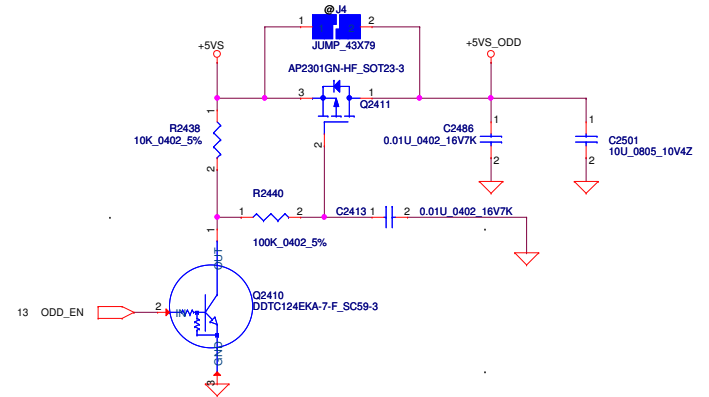 @ J4
1 2
JUMP_43X79
+5VS
+5VS_ODD
AP2301GN-HF_SOT23-3
3 1
Q2411
2
1
R2438
10K_0402_5%
2
1
C2486
0.01U_0402_16V7K
2
1
C2501
10U_0805_10V4Z
2
R2440
1 2
100K_0402_5%
C2413 1 2 0.01U_0402_16V7K
1
OUT
Q2410
DDTC124EKA-7-F_SC59-3
13 ODD_EN 2 IN
GND
3